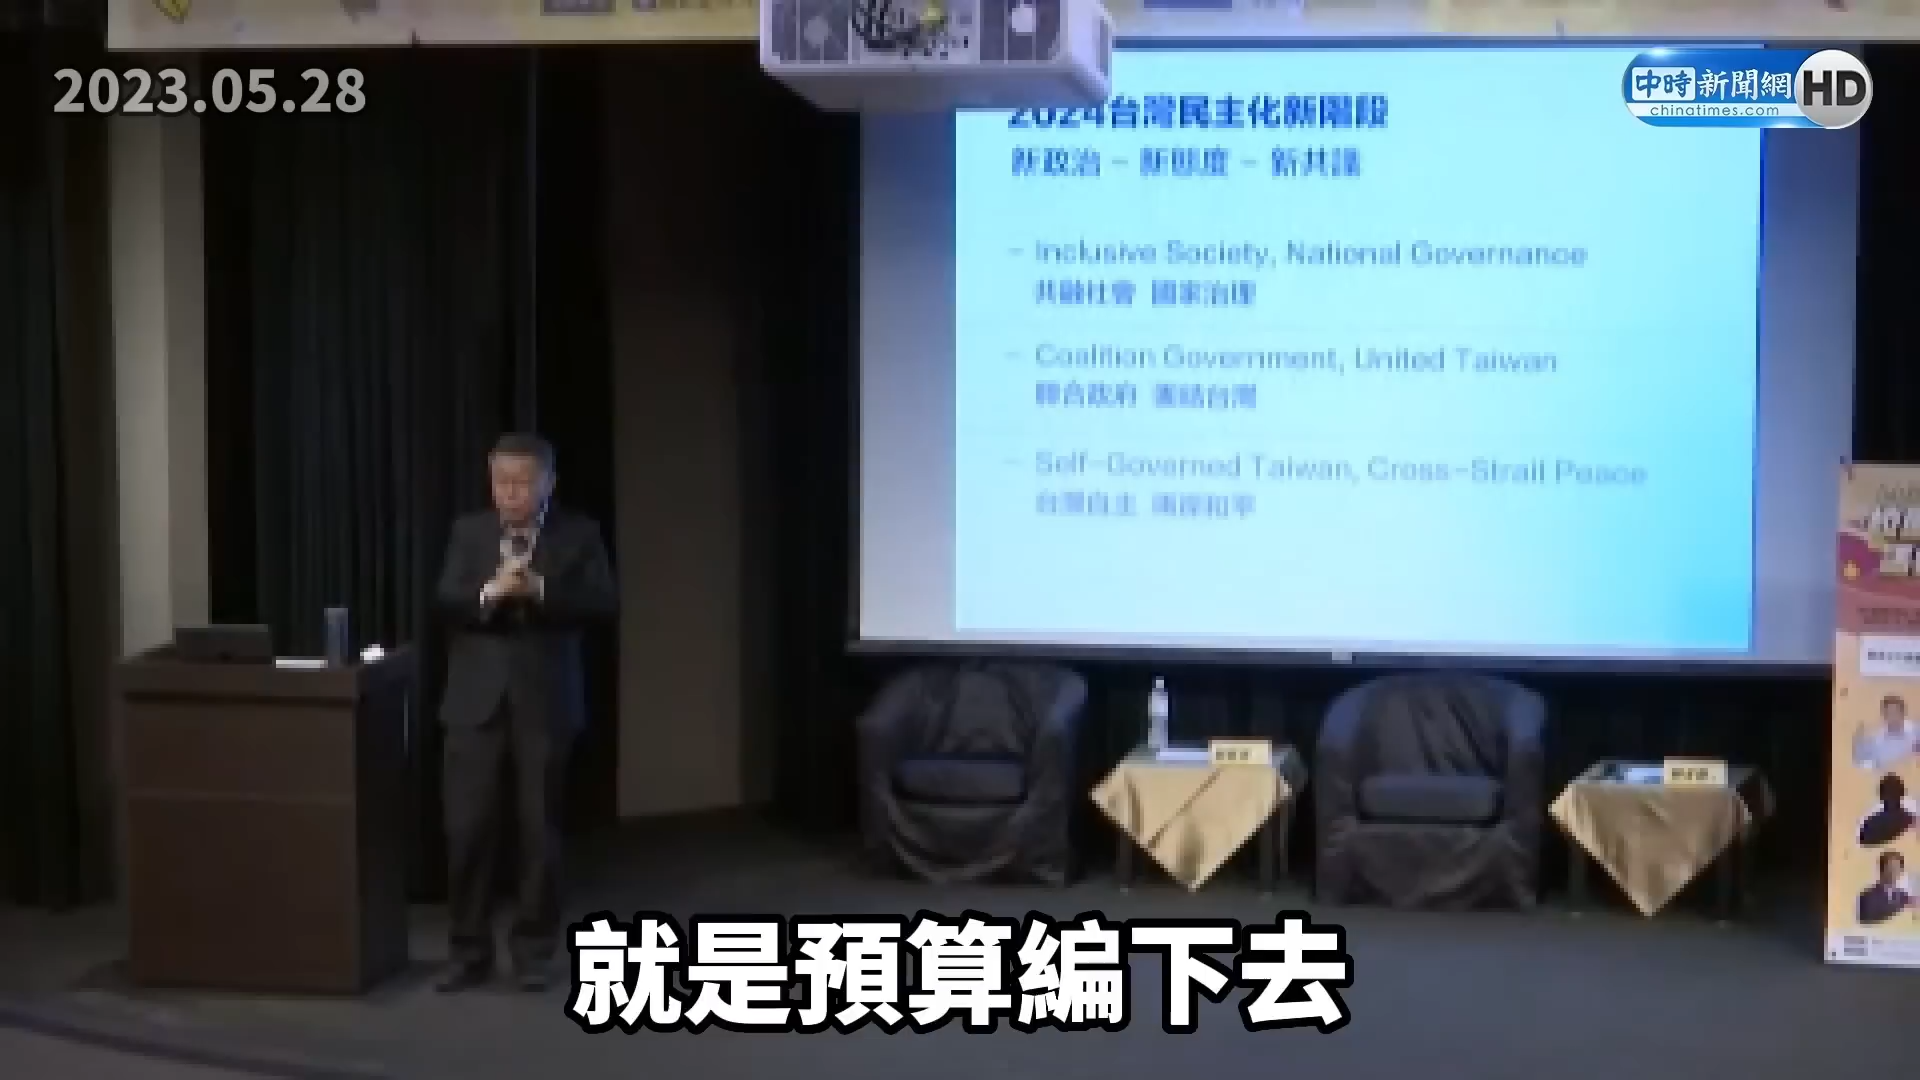 2023.05.28
中時新聞網 HD
chinatimes.com
2024台灣民主化新階段
新政治 - 新態度 - 新共識
- Inclusive Society, National Governance
共融社會 國家治理
- Coalition Government, United Taiwan
聯合政府 團結台灣
- Self-Governed Taiwan, Cross-Strait Peace
台灣自主 兩岸和平
就是預算編下去